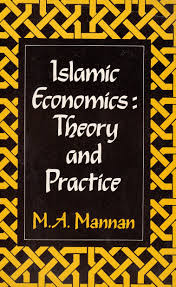 Islamic
Economics:
Theory
and
Practice
M.A. Mannan